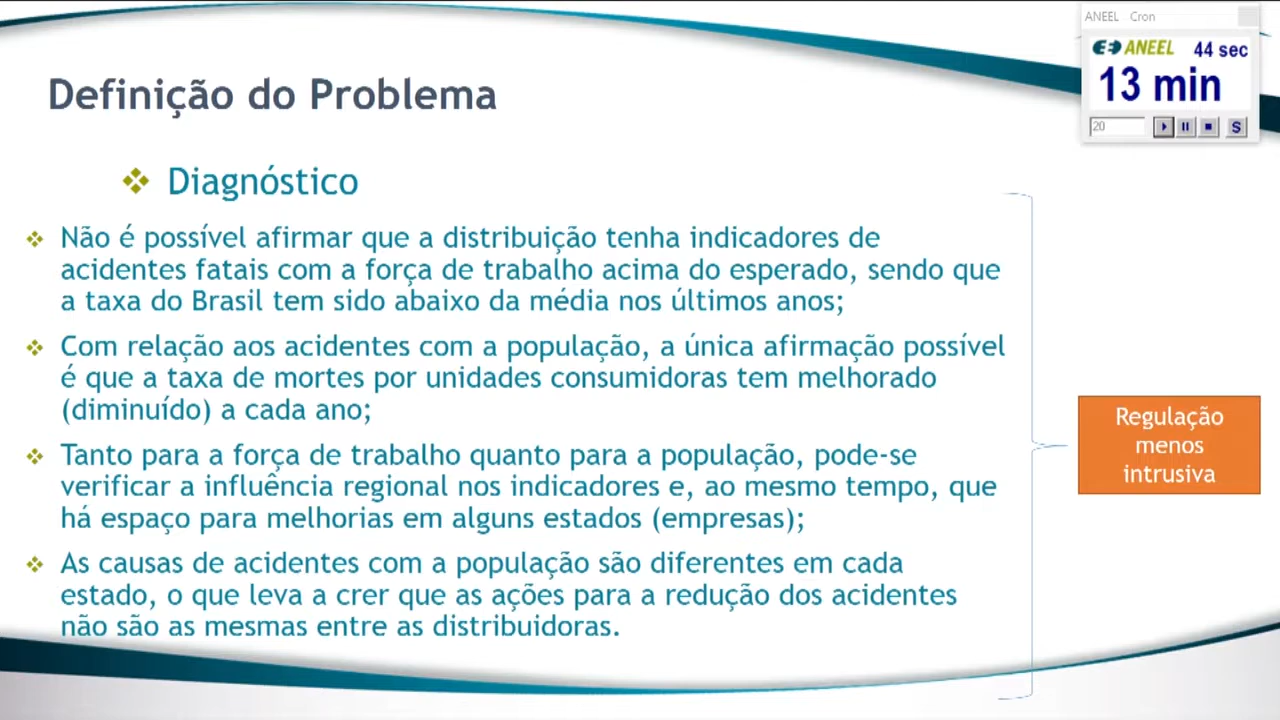 ANEEL Cron
ANEEL 44 sec
13 min
20
S
Definição do Problema
Diagnóstico
Não é possível afirmar que a distribuição tenha indicadores de
acidentes fatais com a força de trabalho acima do esperado, sendo que
a taxa do Brasil tem sido abaixo da média nos últimos anos;
Com relação aos acidentes com a população, a única afirmação possível
é que a taxa de mortes por unidades consumidoras tem melhorado
(diminuído) a cada ano;
Tanto para a força de trabalho quanto para a população, pode-se
verificar a influência regional nos indicadores e, ao mesmo tempo, que
há espaço para melhorias em alguns estados (empresas);
As causas de acidentes com a população são diferentes em cada
estado, o que leva a crer que as ações para a redução dos acidentes
não são as mesmas entre as distribuidoras.
Regulação
menos
intrusiva